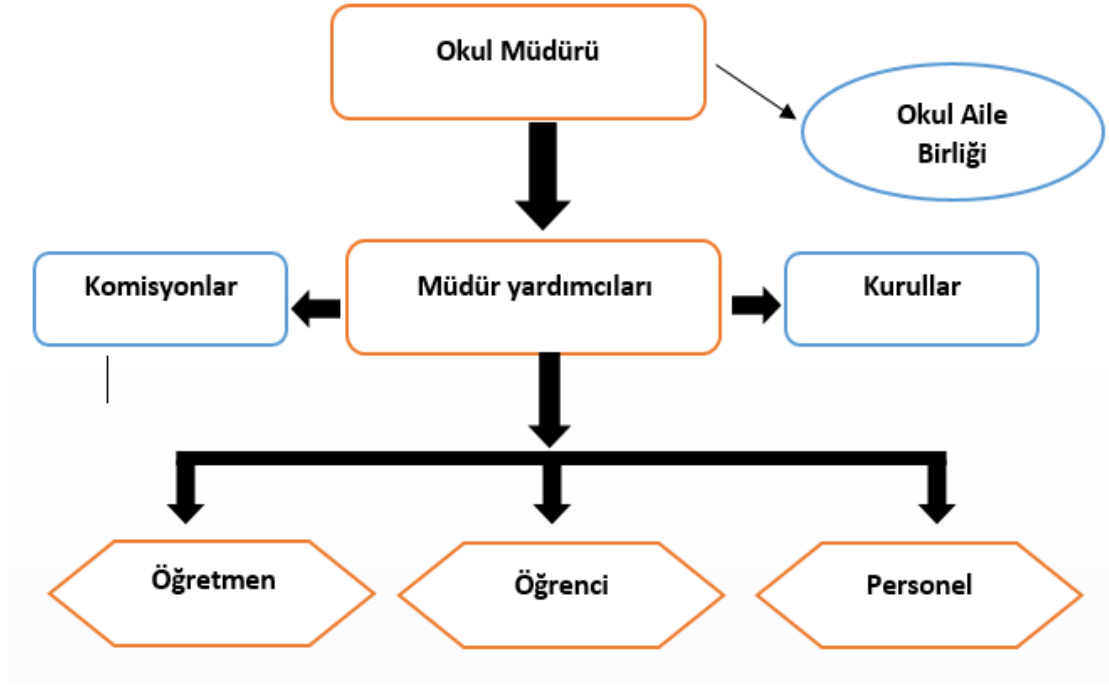 Okul Müdürü
Okul Aile
Birliği
Komisyonlar
Müdür yardımcıları
Kurullar
Öğretmen
Öğrenci
Personel